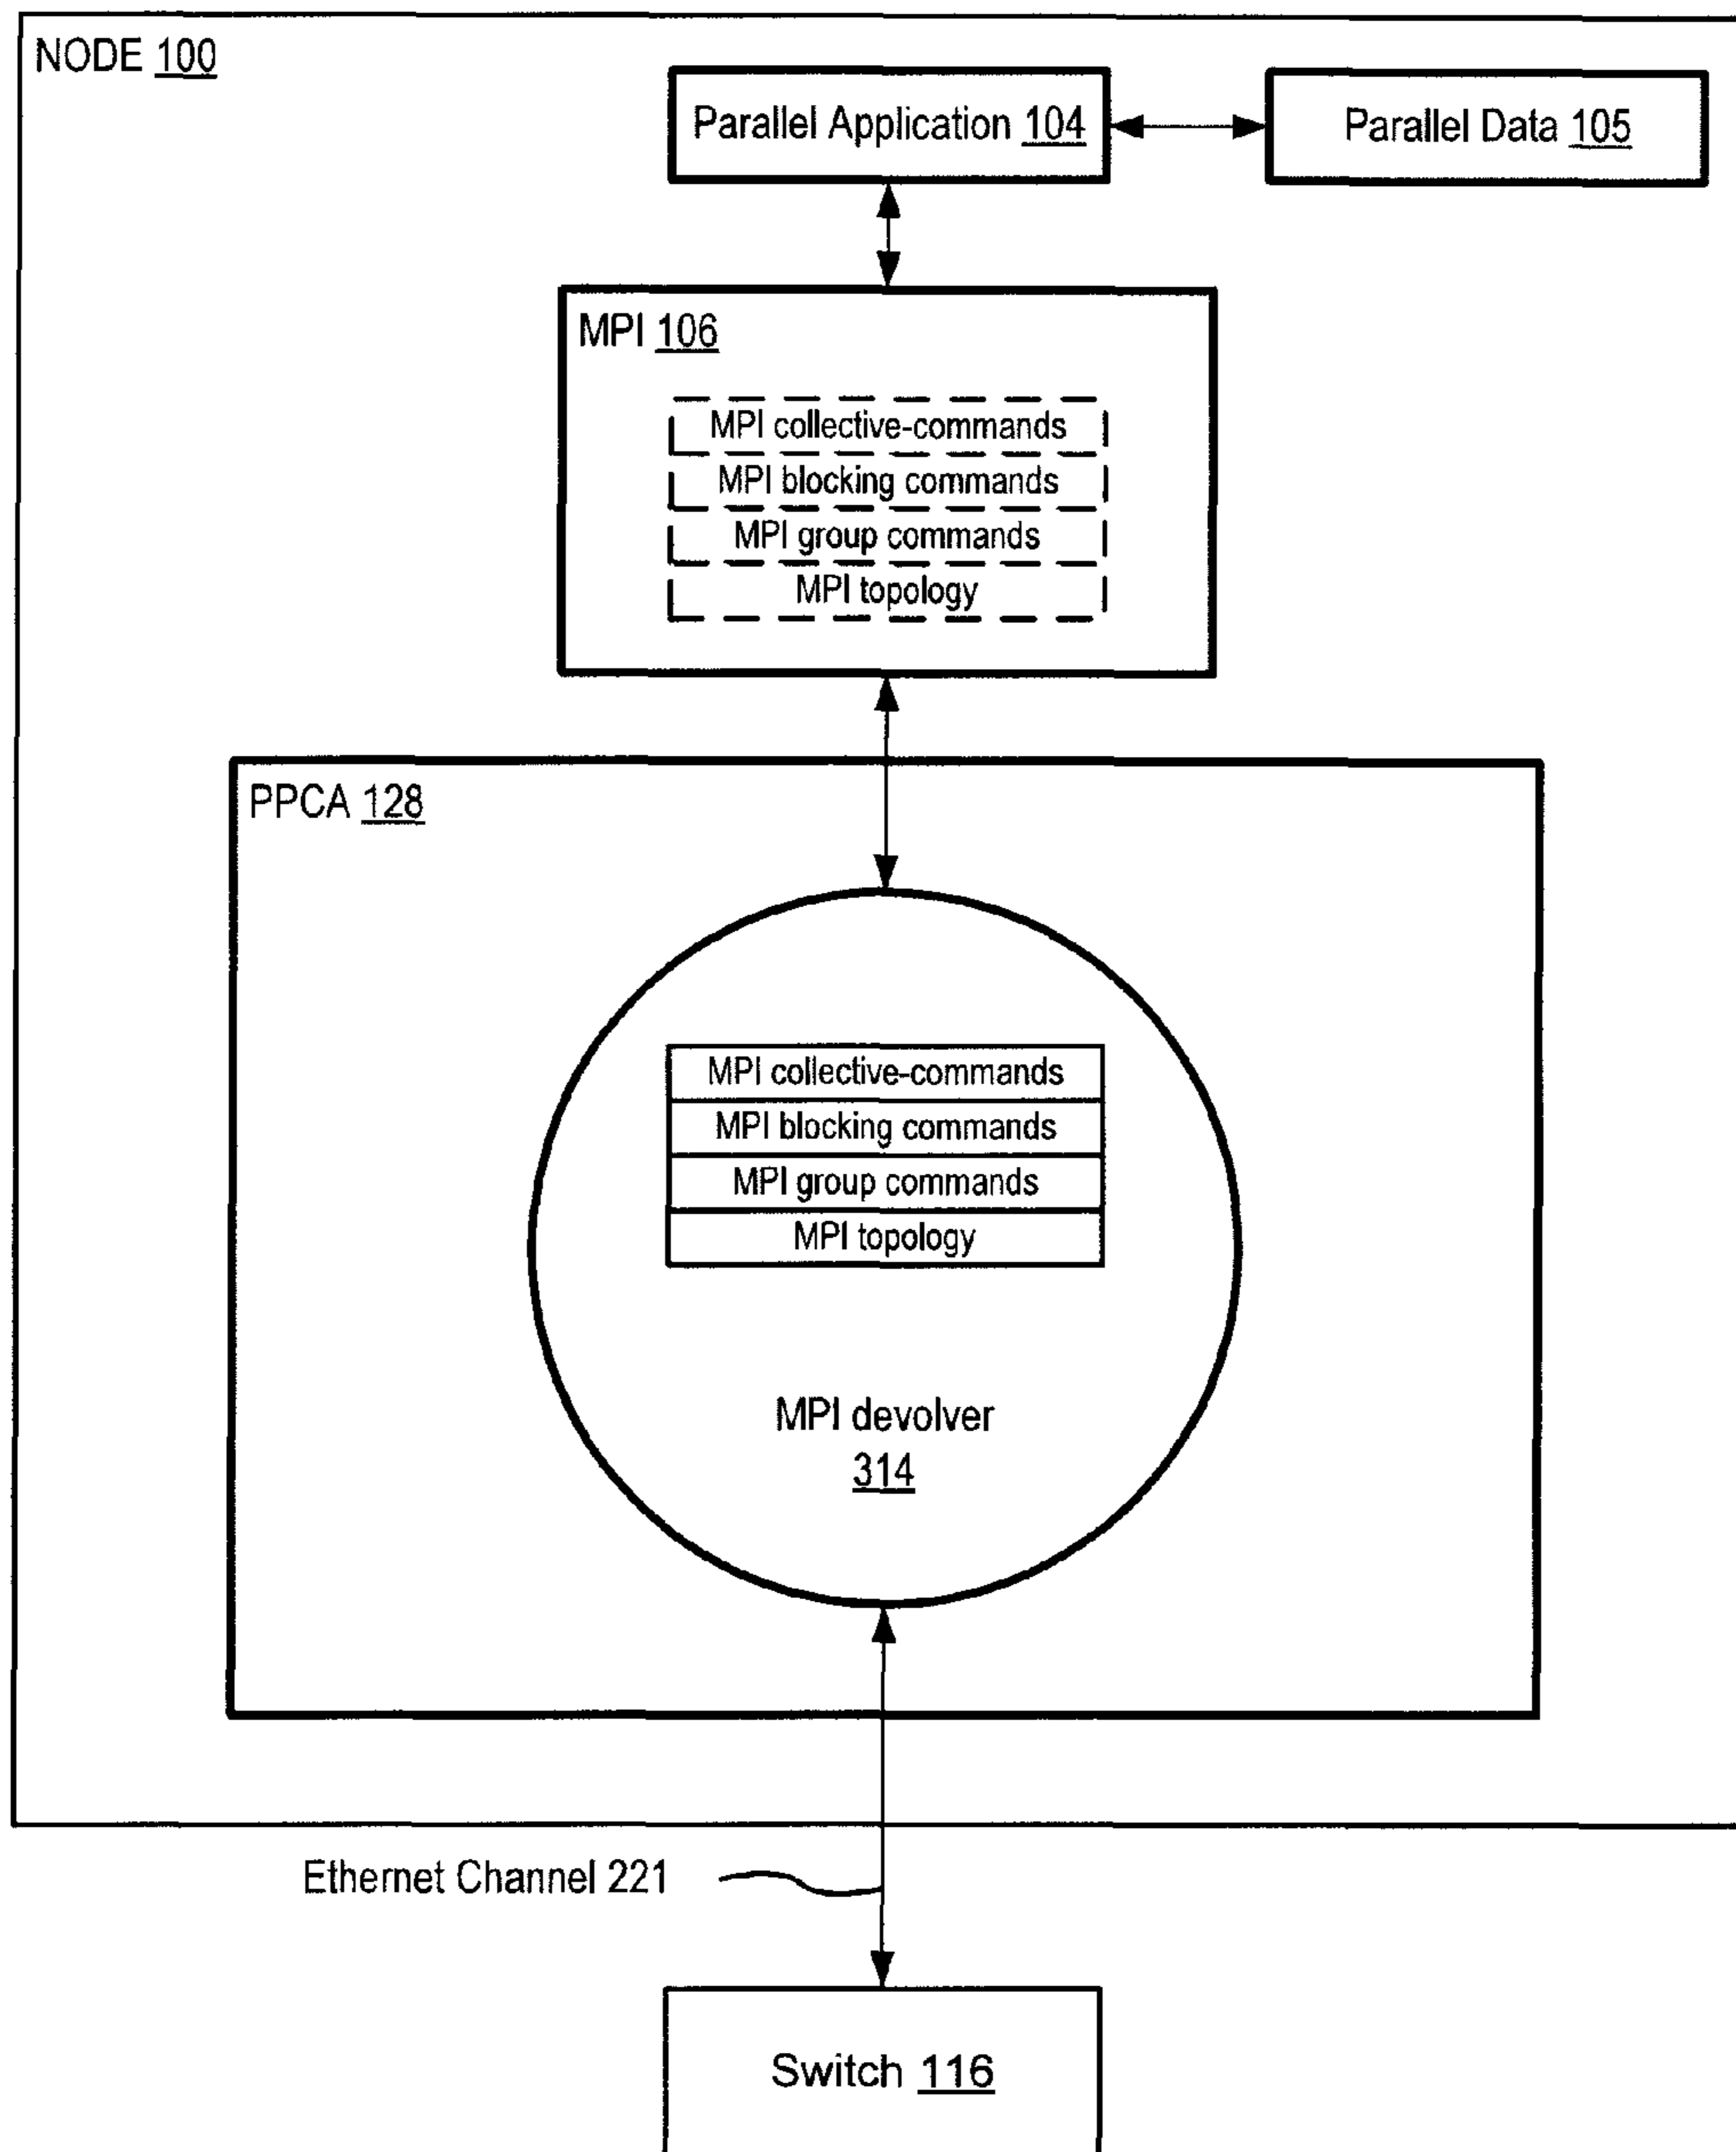 NODE 100
Parallel Application 104
Parallel Data 105
MPI 106
MPI collective-commands
MPI blocking commands
MPI group commands
MPI topology
PPCA 128
MPI collective-commands
MPI blocking commands
MPI group commands
MPI topology
MPI devolver
314
Ethernet Channel 221
Switch 116